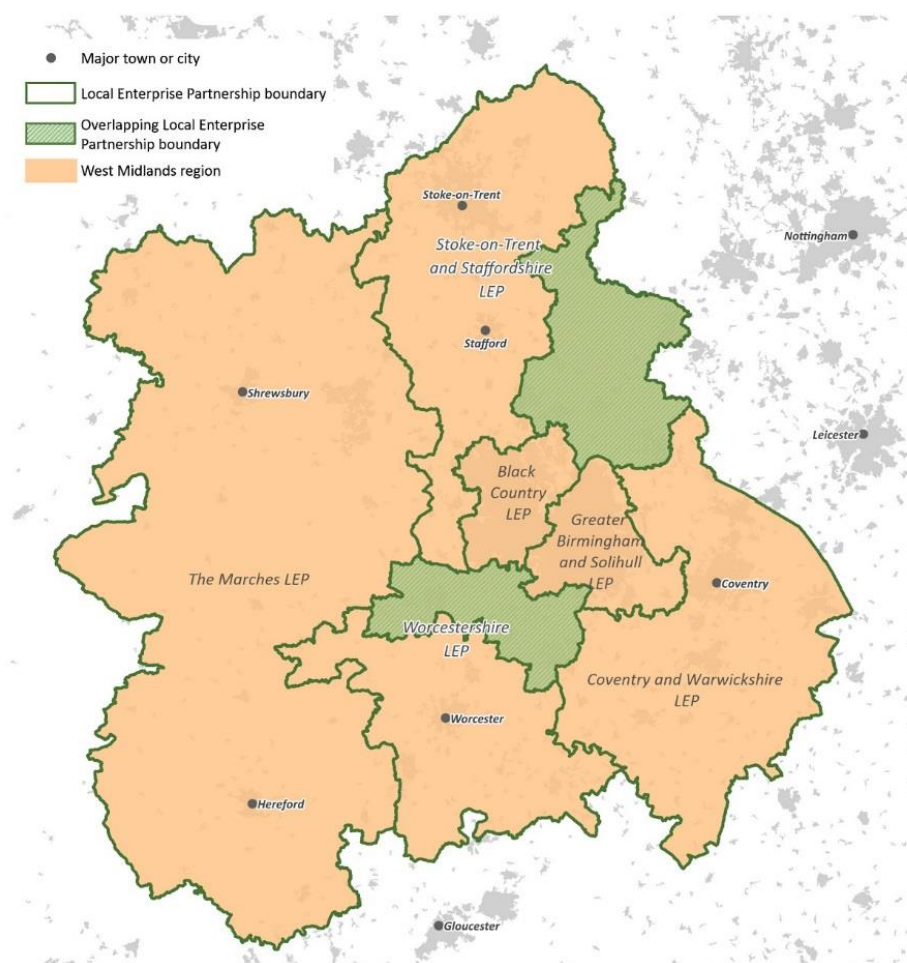 Major town or city
Local Enterprise Partnership boundary
Overlapping Local Enterprise
Partnership boundary
West Midlands region
Stoke-on-Trent
Nottingham
Stoke-on-Trent
and Staffordshire
LEP
Stafford
Shrewsbury
Leicester
Black
Country
LEP
Greater
Birmingham
and Solihull
LEP
The Marches LEP
Coventry
Worcestershire
LEP
Coventry and Warwickshire
LEP
Worcester
Hereford
Gloucester